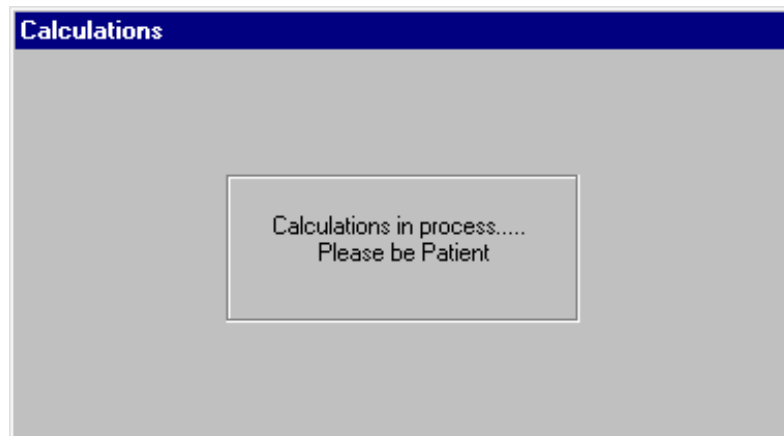 Calculations
Calculations in process.....
Please be Patient